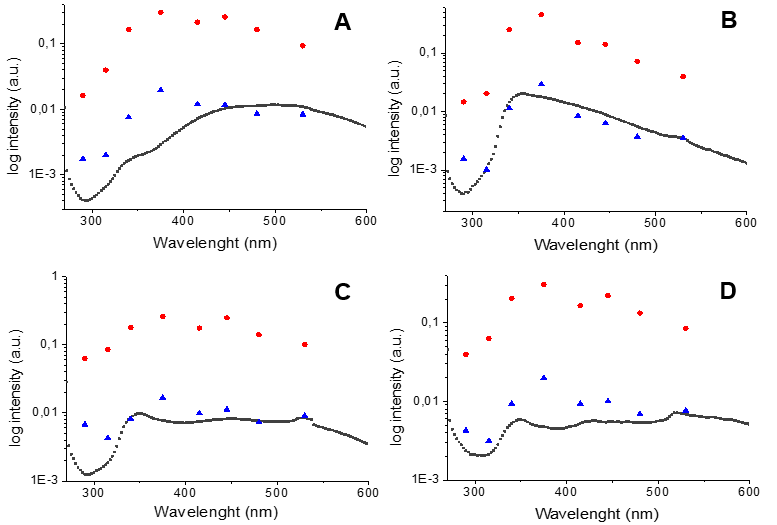 A
log intensity (a.u.)
0,1
0,01
1E-3
300 400 500 600
Wavelenght (nm)
B
log intensity (a.u.)
0,1
0,01
1E-3
300 400 500 600
Wavelenght (nm)
C
log intensity (a.u.)
1
0,1
0,01
1E-3
300 400 500 600
Wavelenght (nm)
D
log intensity (a.u.)
0,1
0,01
1E-3
300 400 500 600
Wavelenght (nm)